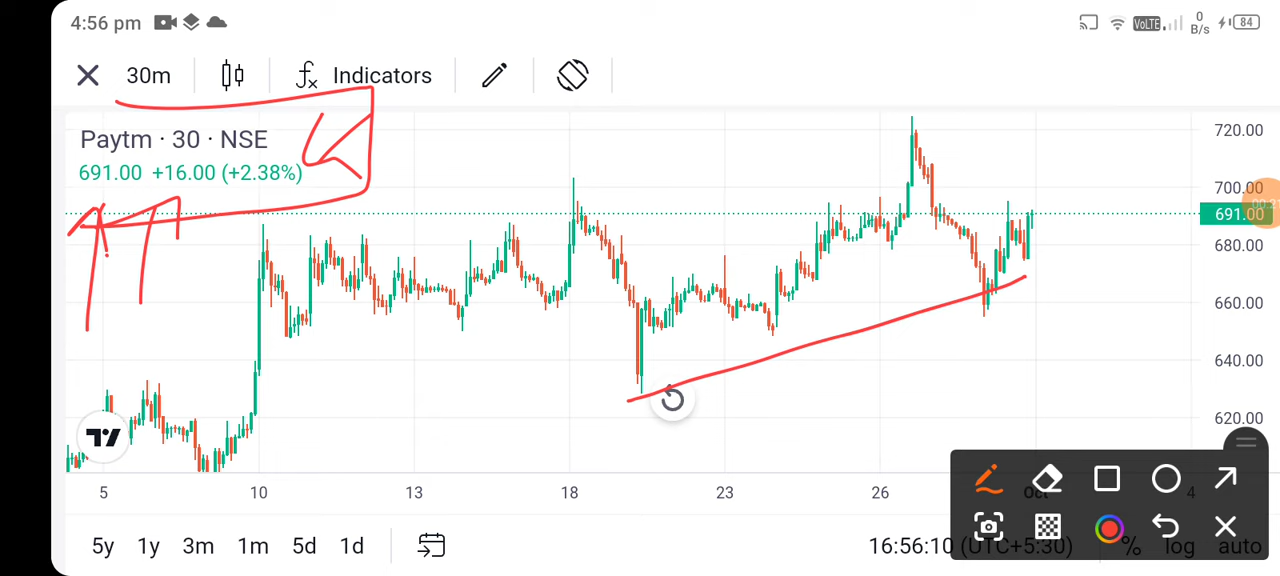 4:56 pm VoLTE 0 B/s 84
30m Indicators
Paytm · 30 · NSE
691.00 +16.00 (+2.38%)
720.00
700.00
691.00
680.00
660.00
640.00
620.00
5 10 13 18 23 26 Oct 4
5y 1y 3m 1m 5d 1d 16:56:10 (UTC+5:30) % log auto